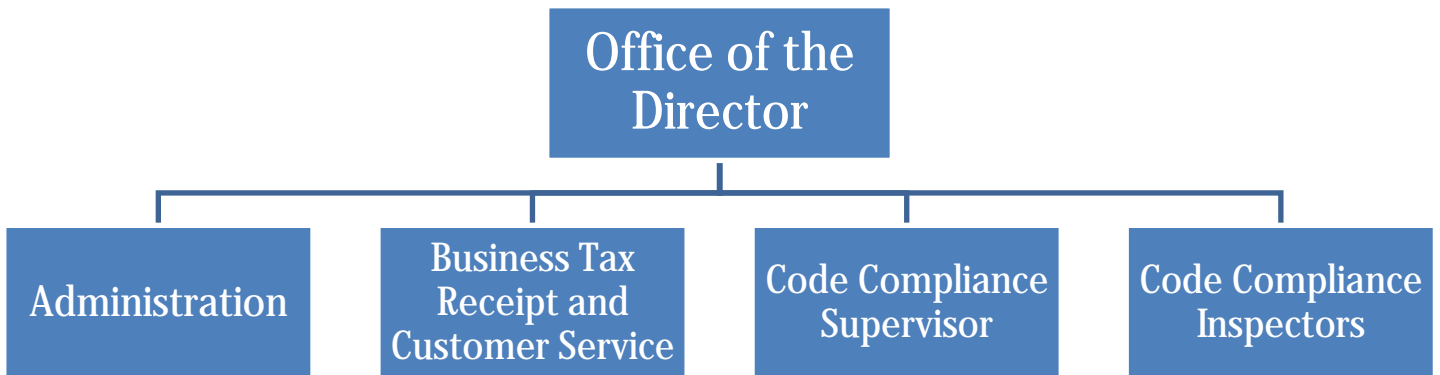 Office of the
Director
Administration
Business Tax
Receipt and
Customer Service
Code Compliance
Supervisor
Code Compliance
Inspectors